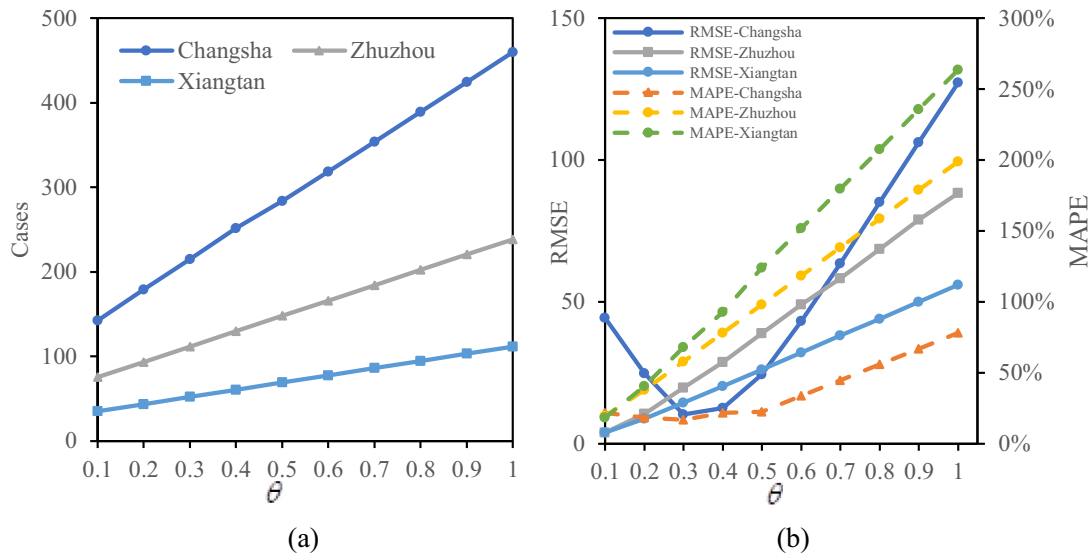 500
400
300
200
100
0
Cases
Changsha
Zhuzhou
Xiangtan
0.1 0.2 0.3 0.4 0.5 0.6 0.7 0.8 0.9 1
θ
(a)
150
100
50
0
RMSE
RMSE-Changsha
RMSE-Zhuzhou
RMSE-Xiangtan
MAPE-Changsha
MAPE-Zhuzhou
MAPE-Xiangtan
300%
250%
200%
150%
100%
50%
0%
MAPE
0.1 0.2 0.3 0.4 0.5 0.6 0.7 0.8 0.9 1
θ
(b)